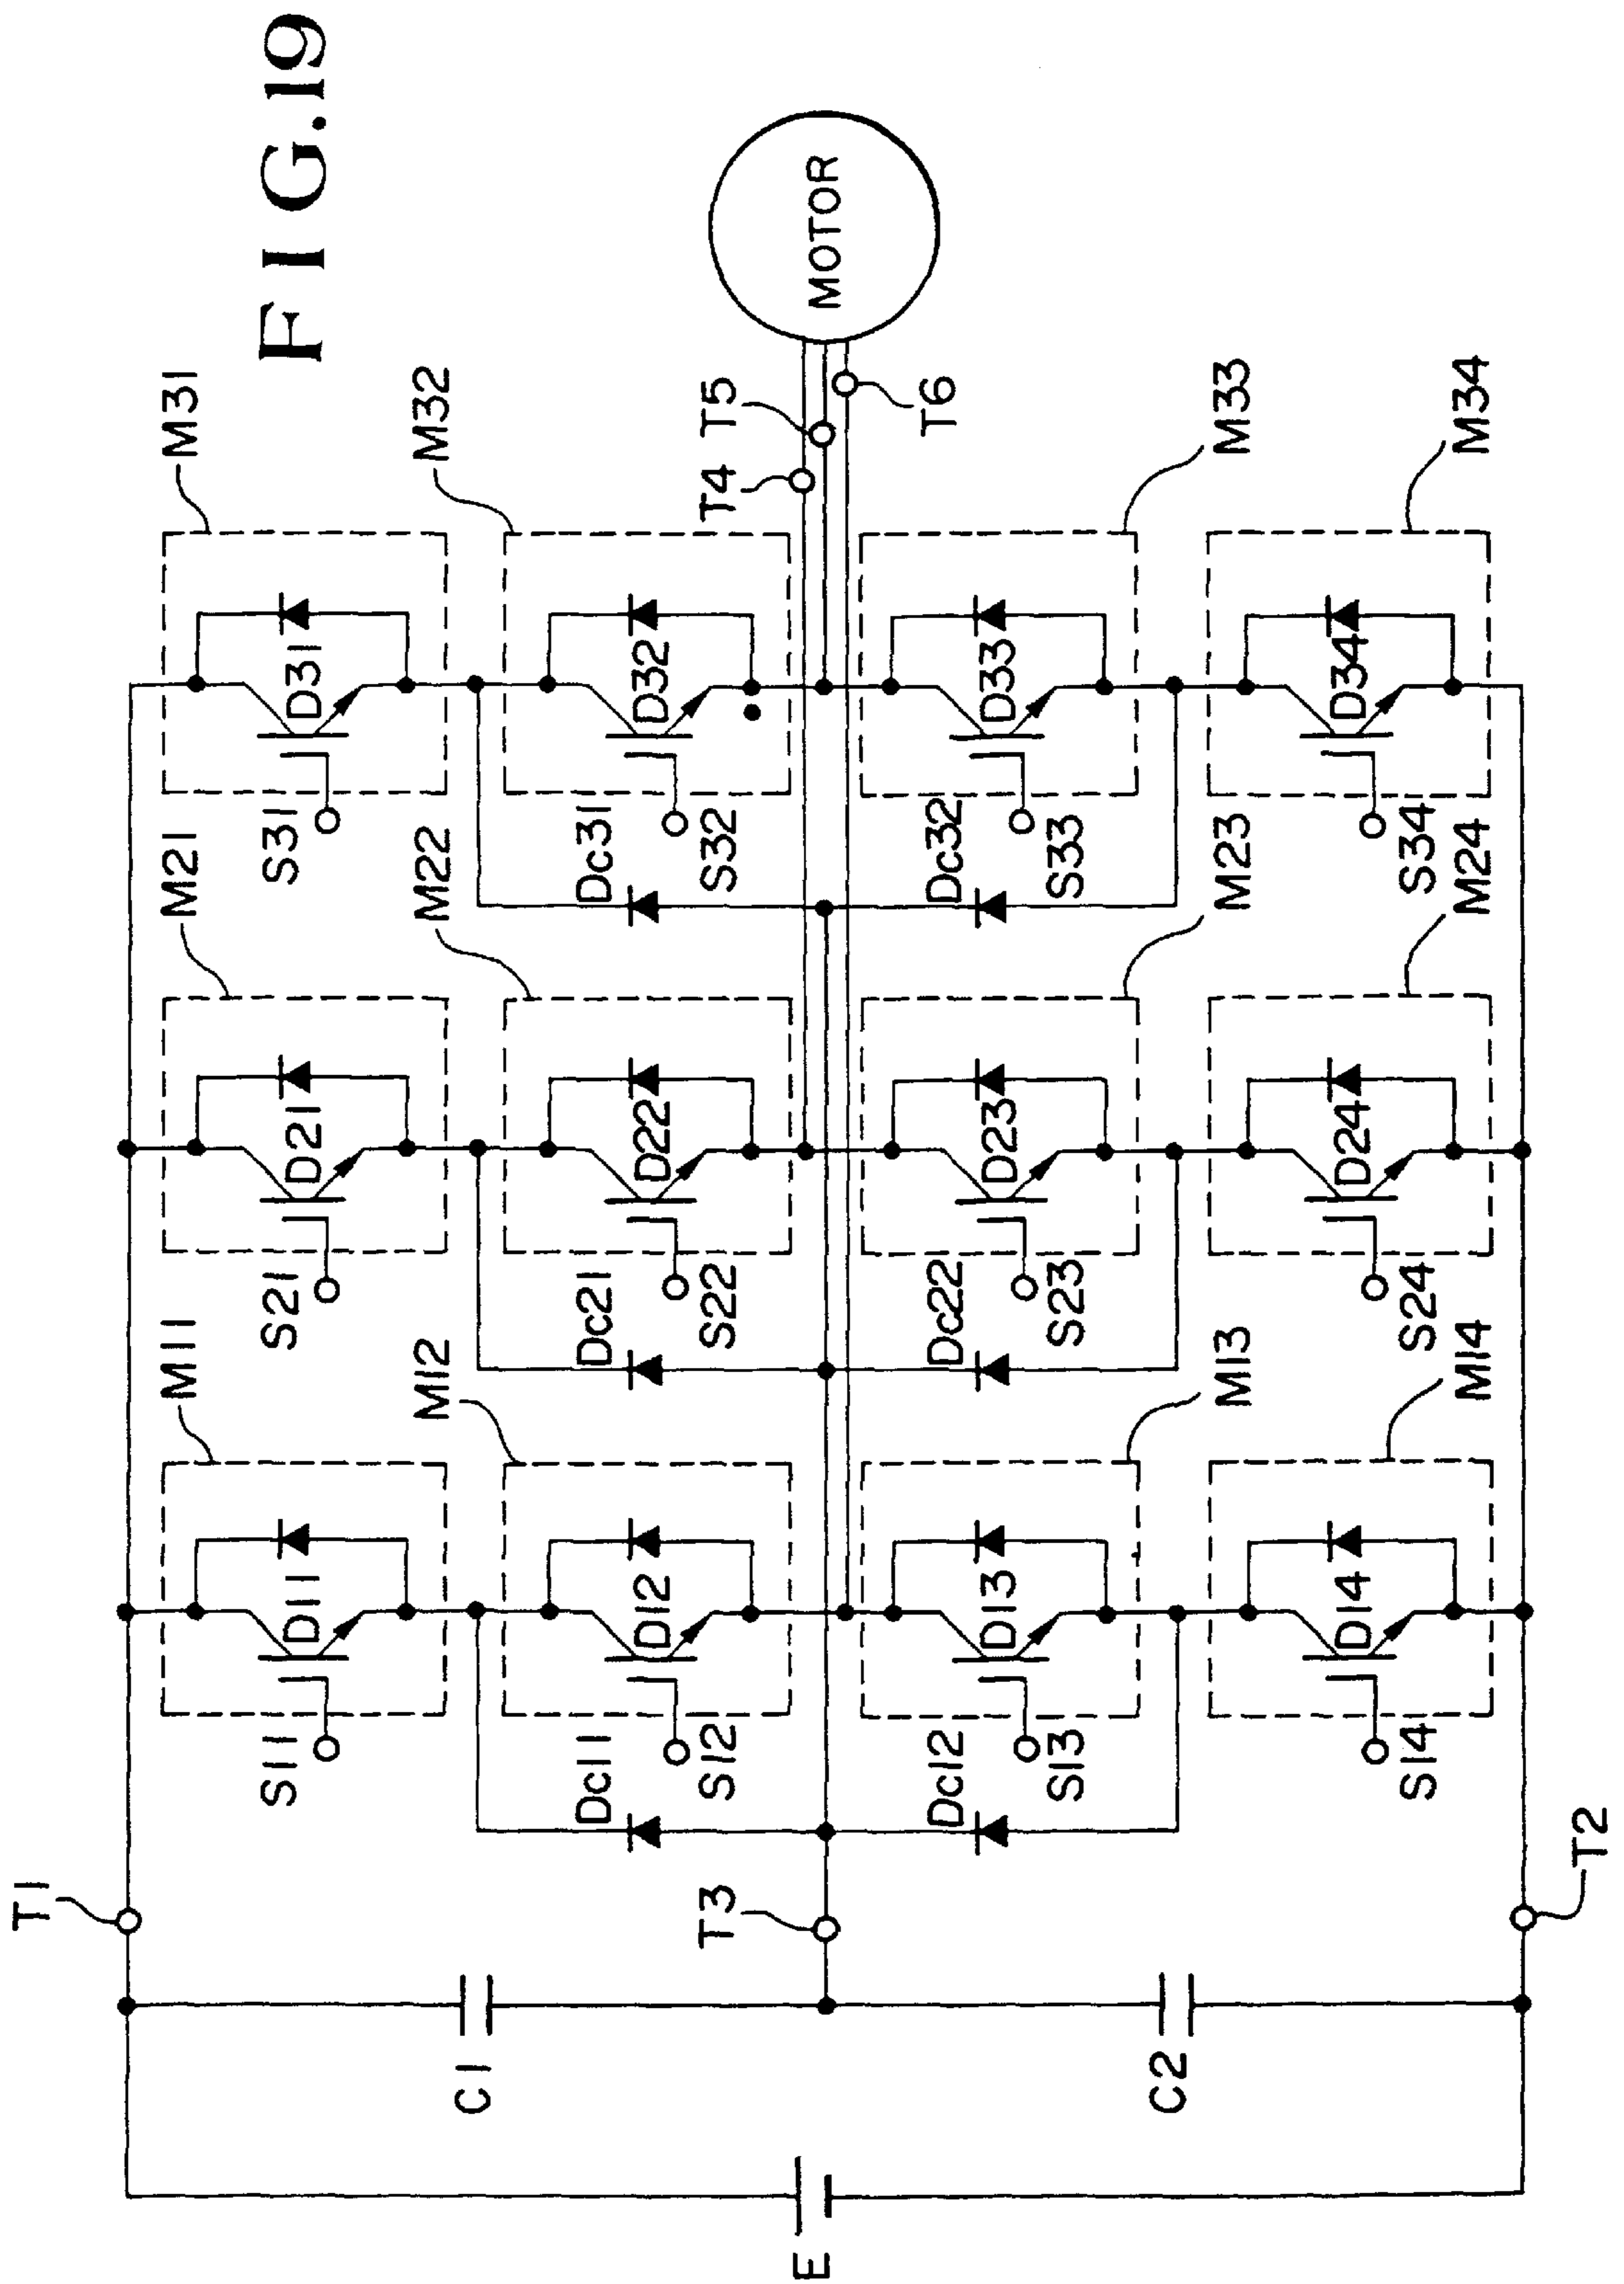 FIG.19
M31
M32
M33
M34
T4
T5
T6
MOTOR
D31
D32
D33
D34
S31
S32
S33
S34
Dc31
Dc32
M21
M22
M23
M24
D21
D22
D23
D24
S21
S22
S23
S24
Dc21
Dc22
M11
M12
M13
M14
D11
D12
D13
D14
S11
S12
S13
S14
Dc11
Dc12
T1
T3
T2
C1
C2
E